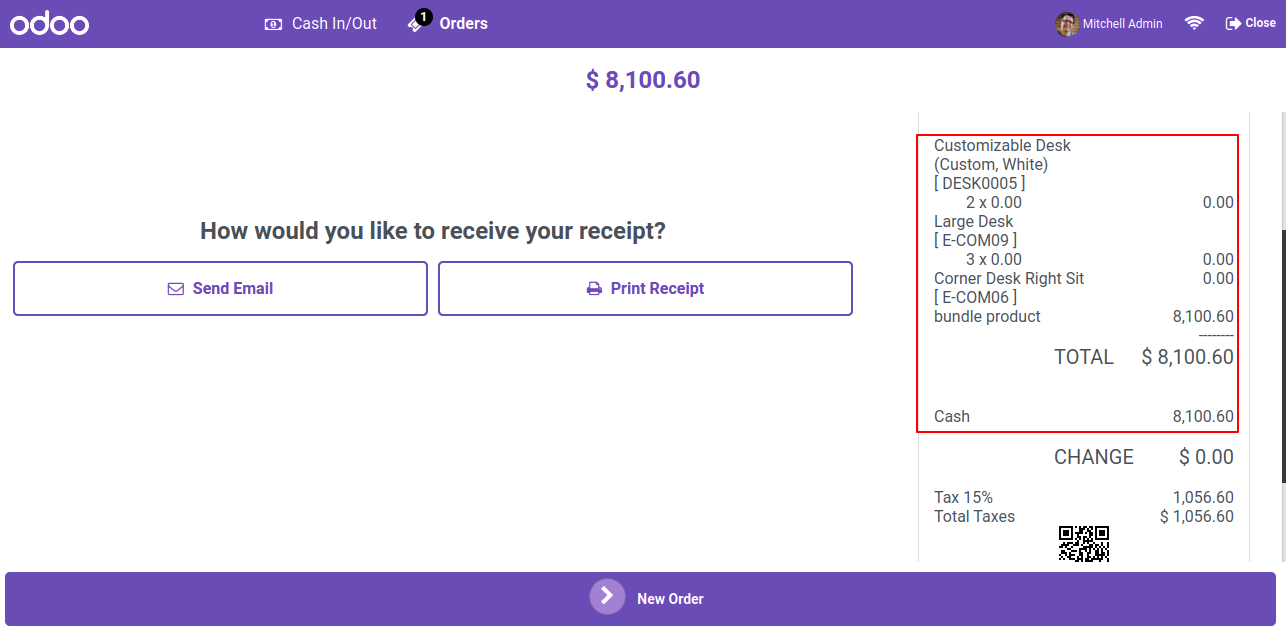 odoo
Cash In/Out
1
Orders
Mitchell Admin
Close
$ 8,100.60
How would you like to receive your receipt?
Send Email
Print Receipt
Customizable Desk
(Custom, White)
[ DESK0005 ]
2 x 0.00 0.00
Large Desk
[ E-COM09 ]
3 x 0.00 0.00
Corner Desk Right Sit 0.00
[ E-COM06 ]
bundle product 8,100.60
--------
TOTAL $ 8,100.60
Cash 8,100.60
CHANGE $ 0.00
Tax 15% 1,056.60
Total Taxes $ 1,056.60
New Order